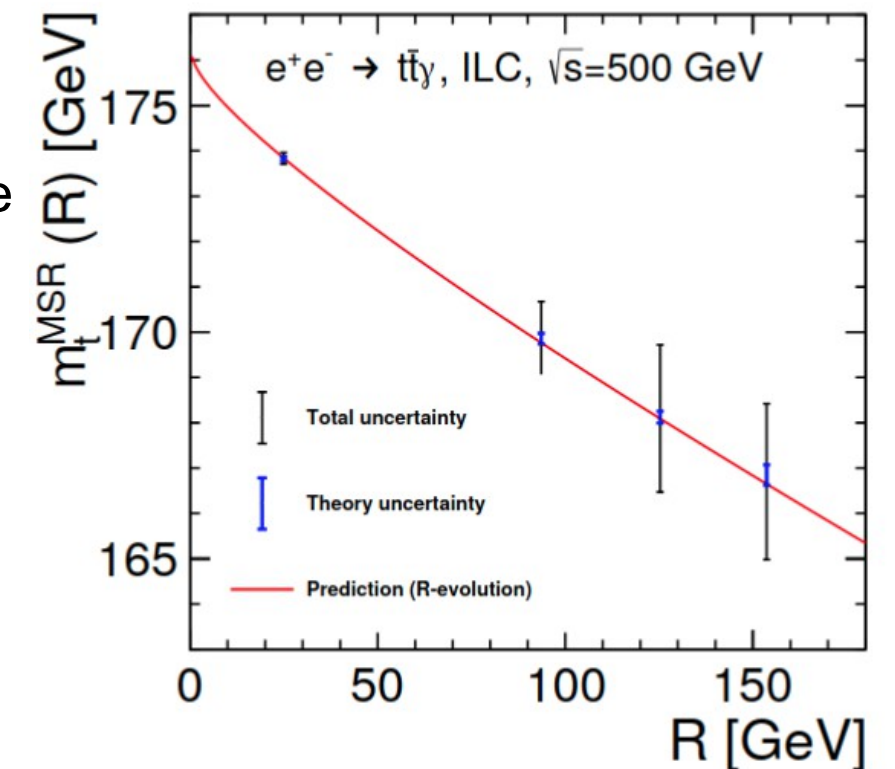 e
e⁺e⁻ → tt̄γ, ILC, √s=500 GeV
m_t^MSR (R) [GeV]
175
170
165
Total uncertainty
Theory uncertainty
Prediction (R-evolution)
0 50 100 150
R [GeV]